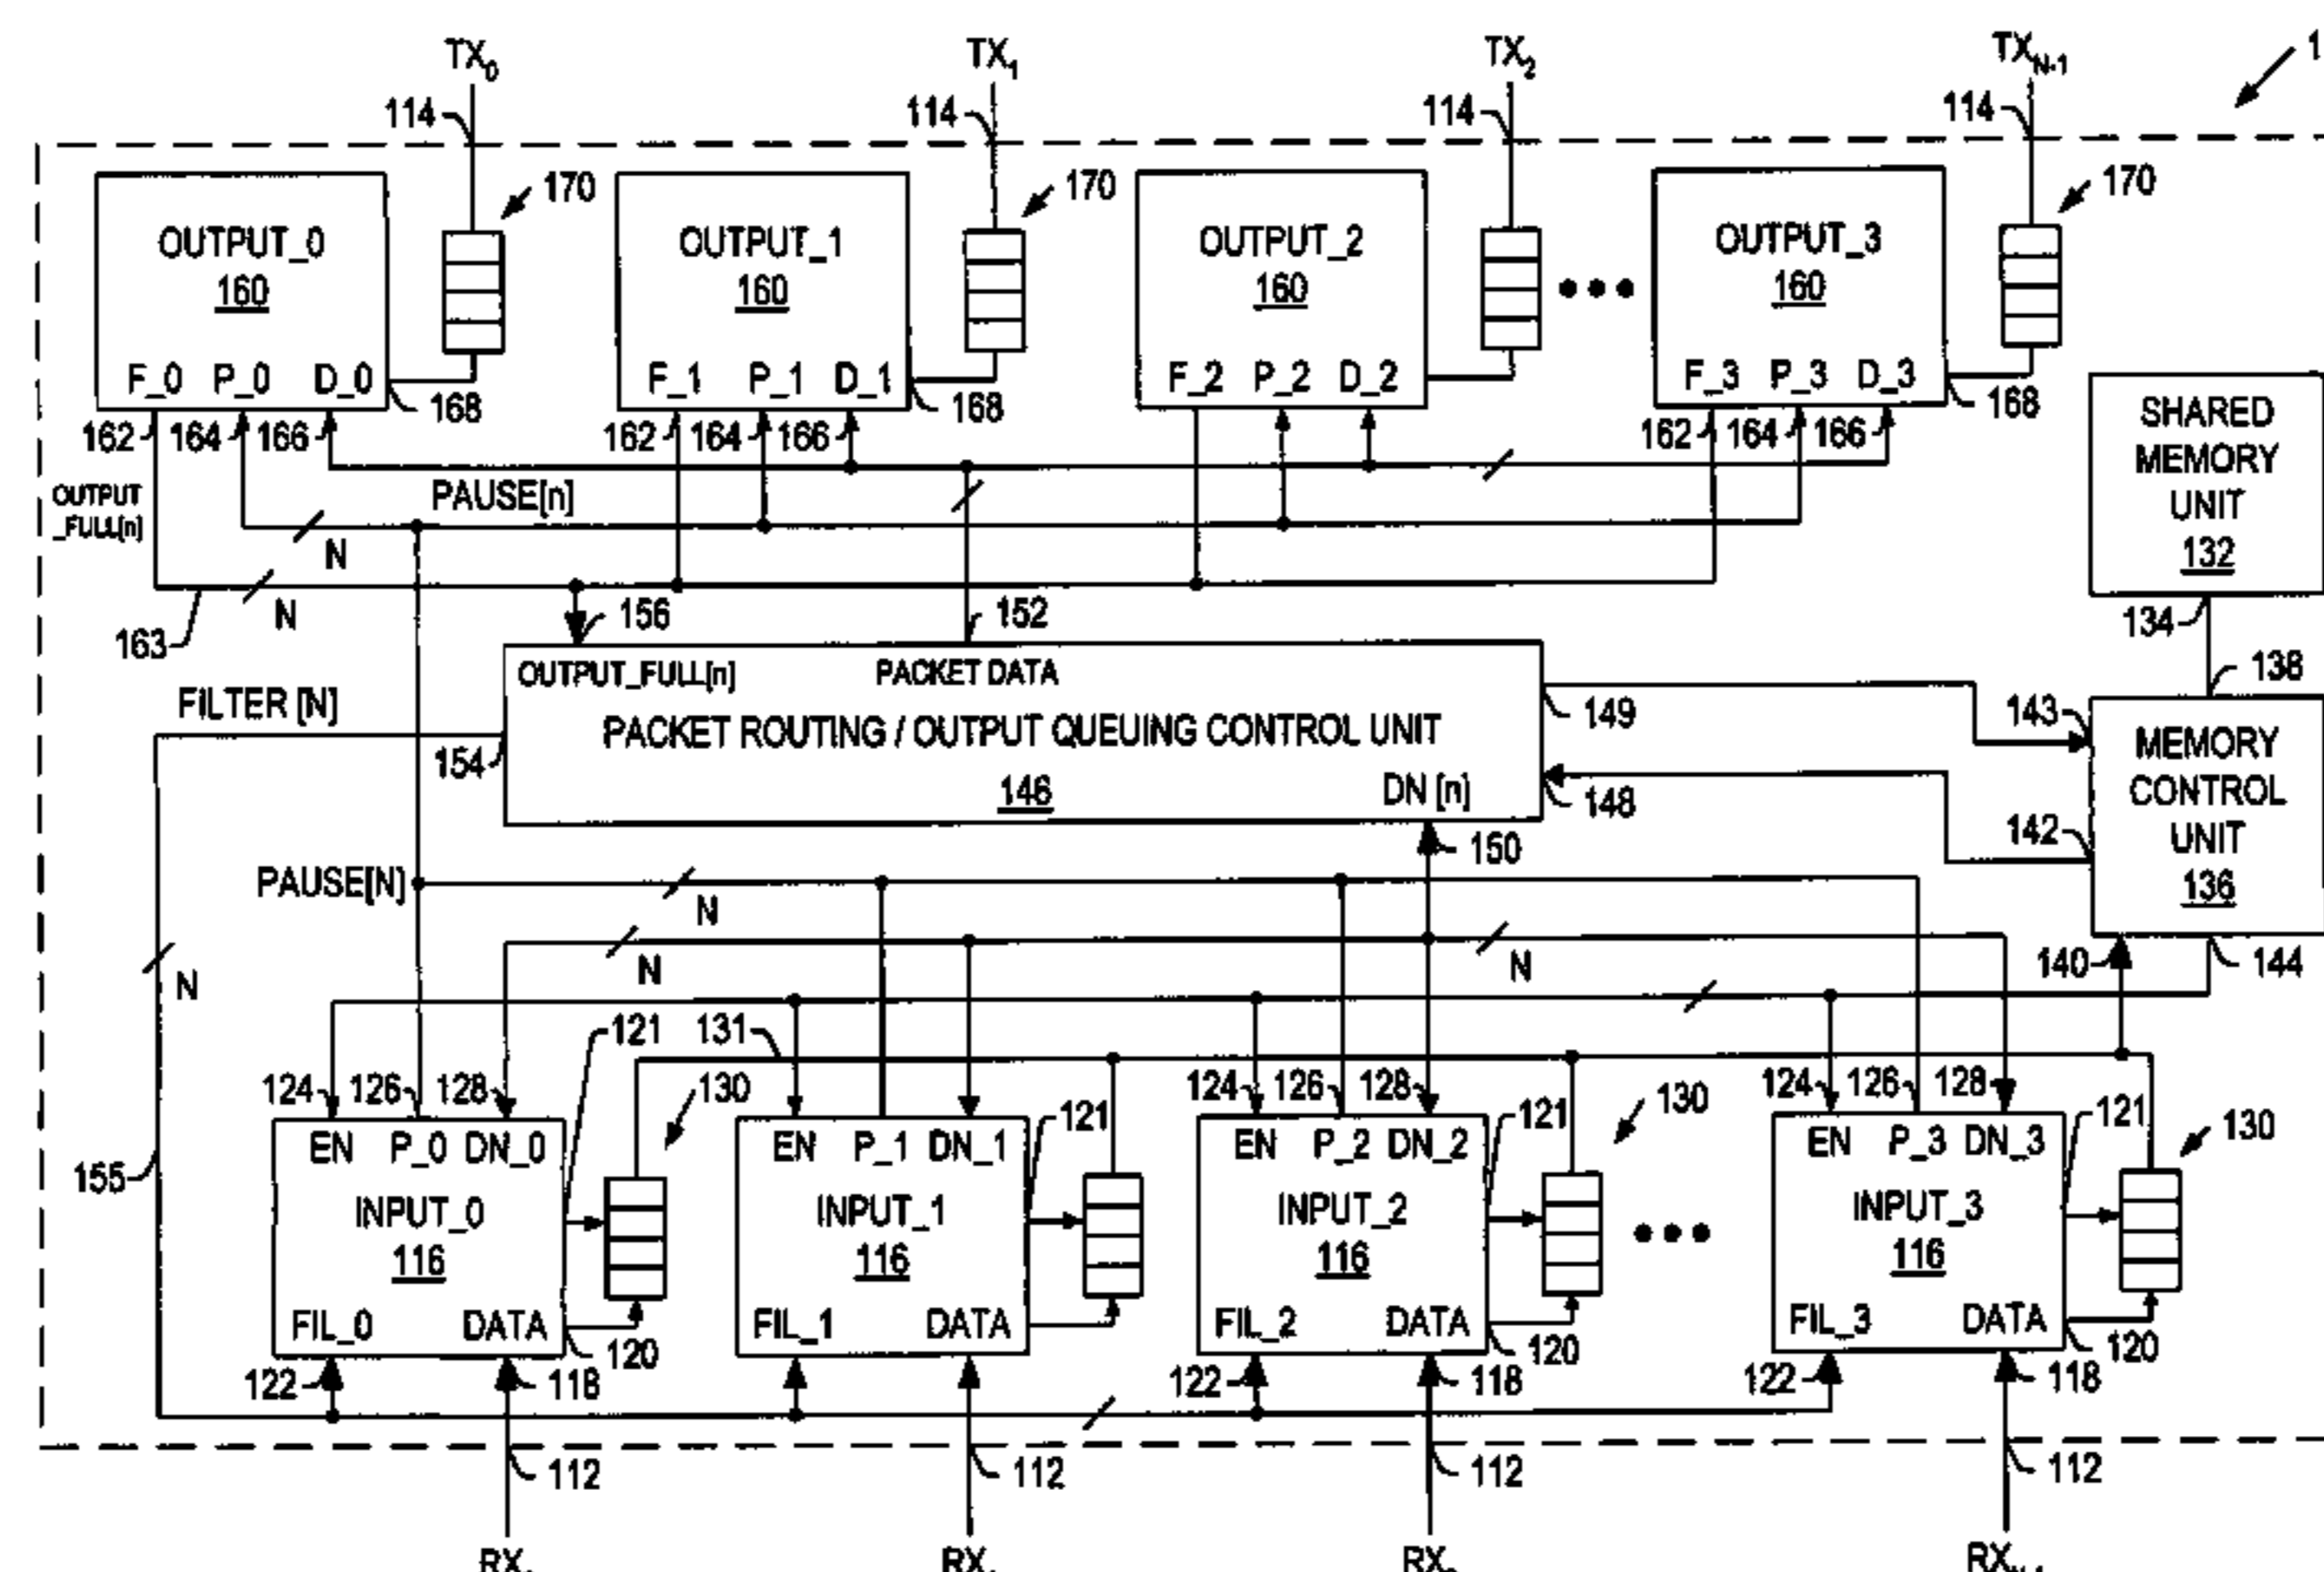 TX0 TX1 TX2 TXN-1
114 114 114 114
170 170 170
OUTPUT_0 OUTPUT_1 OUTPUT_2 OUTPUT_3
160 160 160 160
F_0 P_0 D_0 F_1 P_1 D_1 F_2 P_2 D_2 F_3 P_3 D_3
168 168 168
162 164 166 162 164 166 162 164 166
SHARED
MEMORY
UNIT
132
134
OUTPUT
_FULL[n]
PAUSE[n]
N
N
163
156 152
OUTPUT_FULL[n] PACKET DATA
PACKET ROUTING / OUTPUT QUEUING CONTROL UNIT
146
DN [n]
FILTER [N]
154
149
148
150
138
143
MEMORY
CONTROL
UNIT
136
142
140 144
PAUSE[N]
N
N
N
N
131
155
124 126 128 121 130
EN P_0 DN_0
INPUT_0
116
FIL_0 DATA
120
122 118
121
EN P_1 DN_1
INPUT_1
116
FIL_1 DATA
124 126 128 121 130
EN P_2 DN_2
INPUT_2
116
FIL_2 DATA
120
122 118
124 126 128 121 130
EN P_3 DN_3
INPUT_3
116
FIL_3 DATA
120
122 118
112 112 112 112
RX RX RX RX